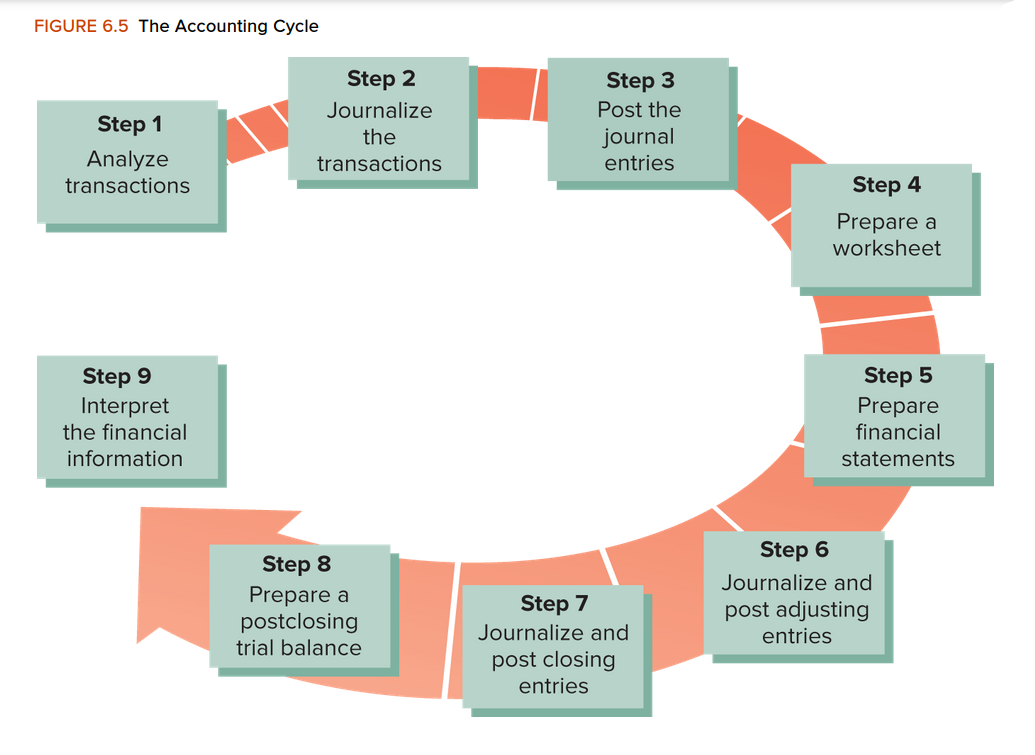 FIGURE 6.5 The Accounting Cycle
Step 1
Analyze
transactions
Step 2
Journalize
the
transactions
Step 3
Post the
journal
entries
Step 4
Prepare a
worksheet
Step 5
Prepare
financial
statements
Step 6
Journalize and
post adjusting
entries
Step 7
Journalize and
post closing
entries
Step 8
Prepare a
postclosing
trial balance
Step 9
Interpret
the financial
information